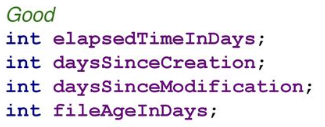 Good
int elapsedTimeInDays;
int daysSinceCreation;
int daysSinceModification;
int fileAgeInDays;